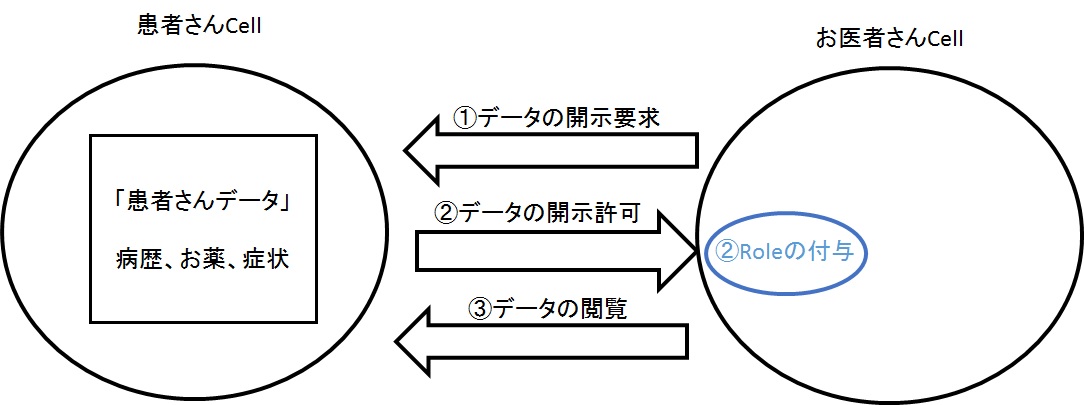 患者さんCell
お医者さんCell
①データの開示要求
「患者さんデータ」
病歴、お薬、症状
②データの開示許可
②Roleの付与
③データの閲覧